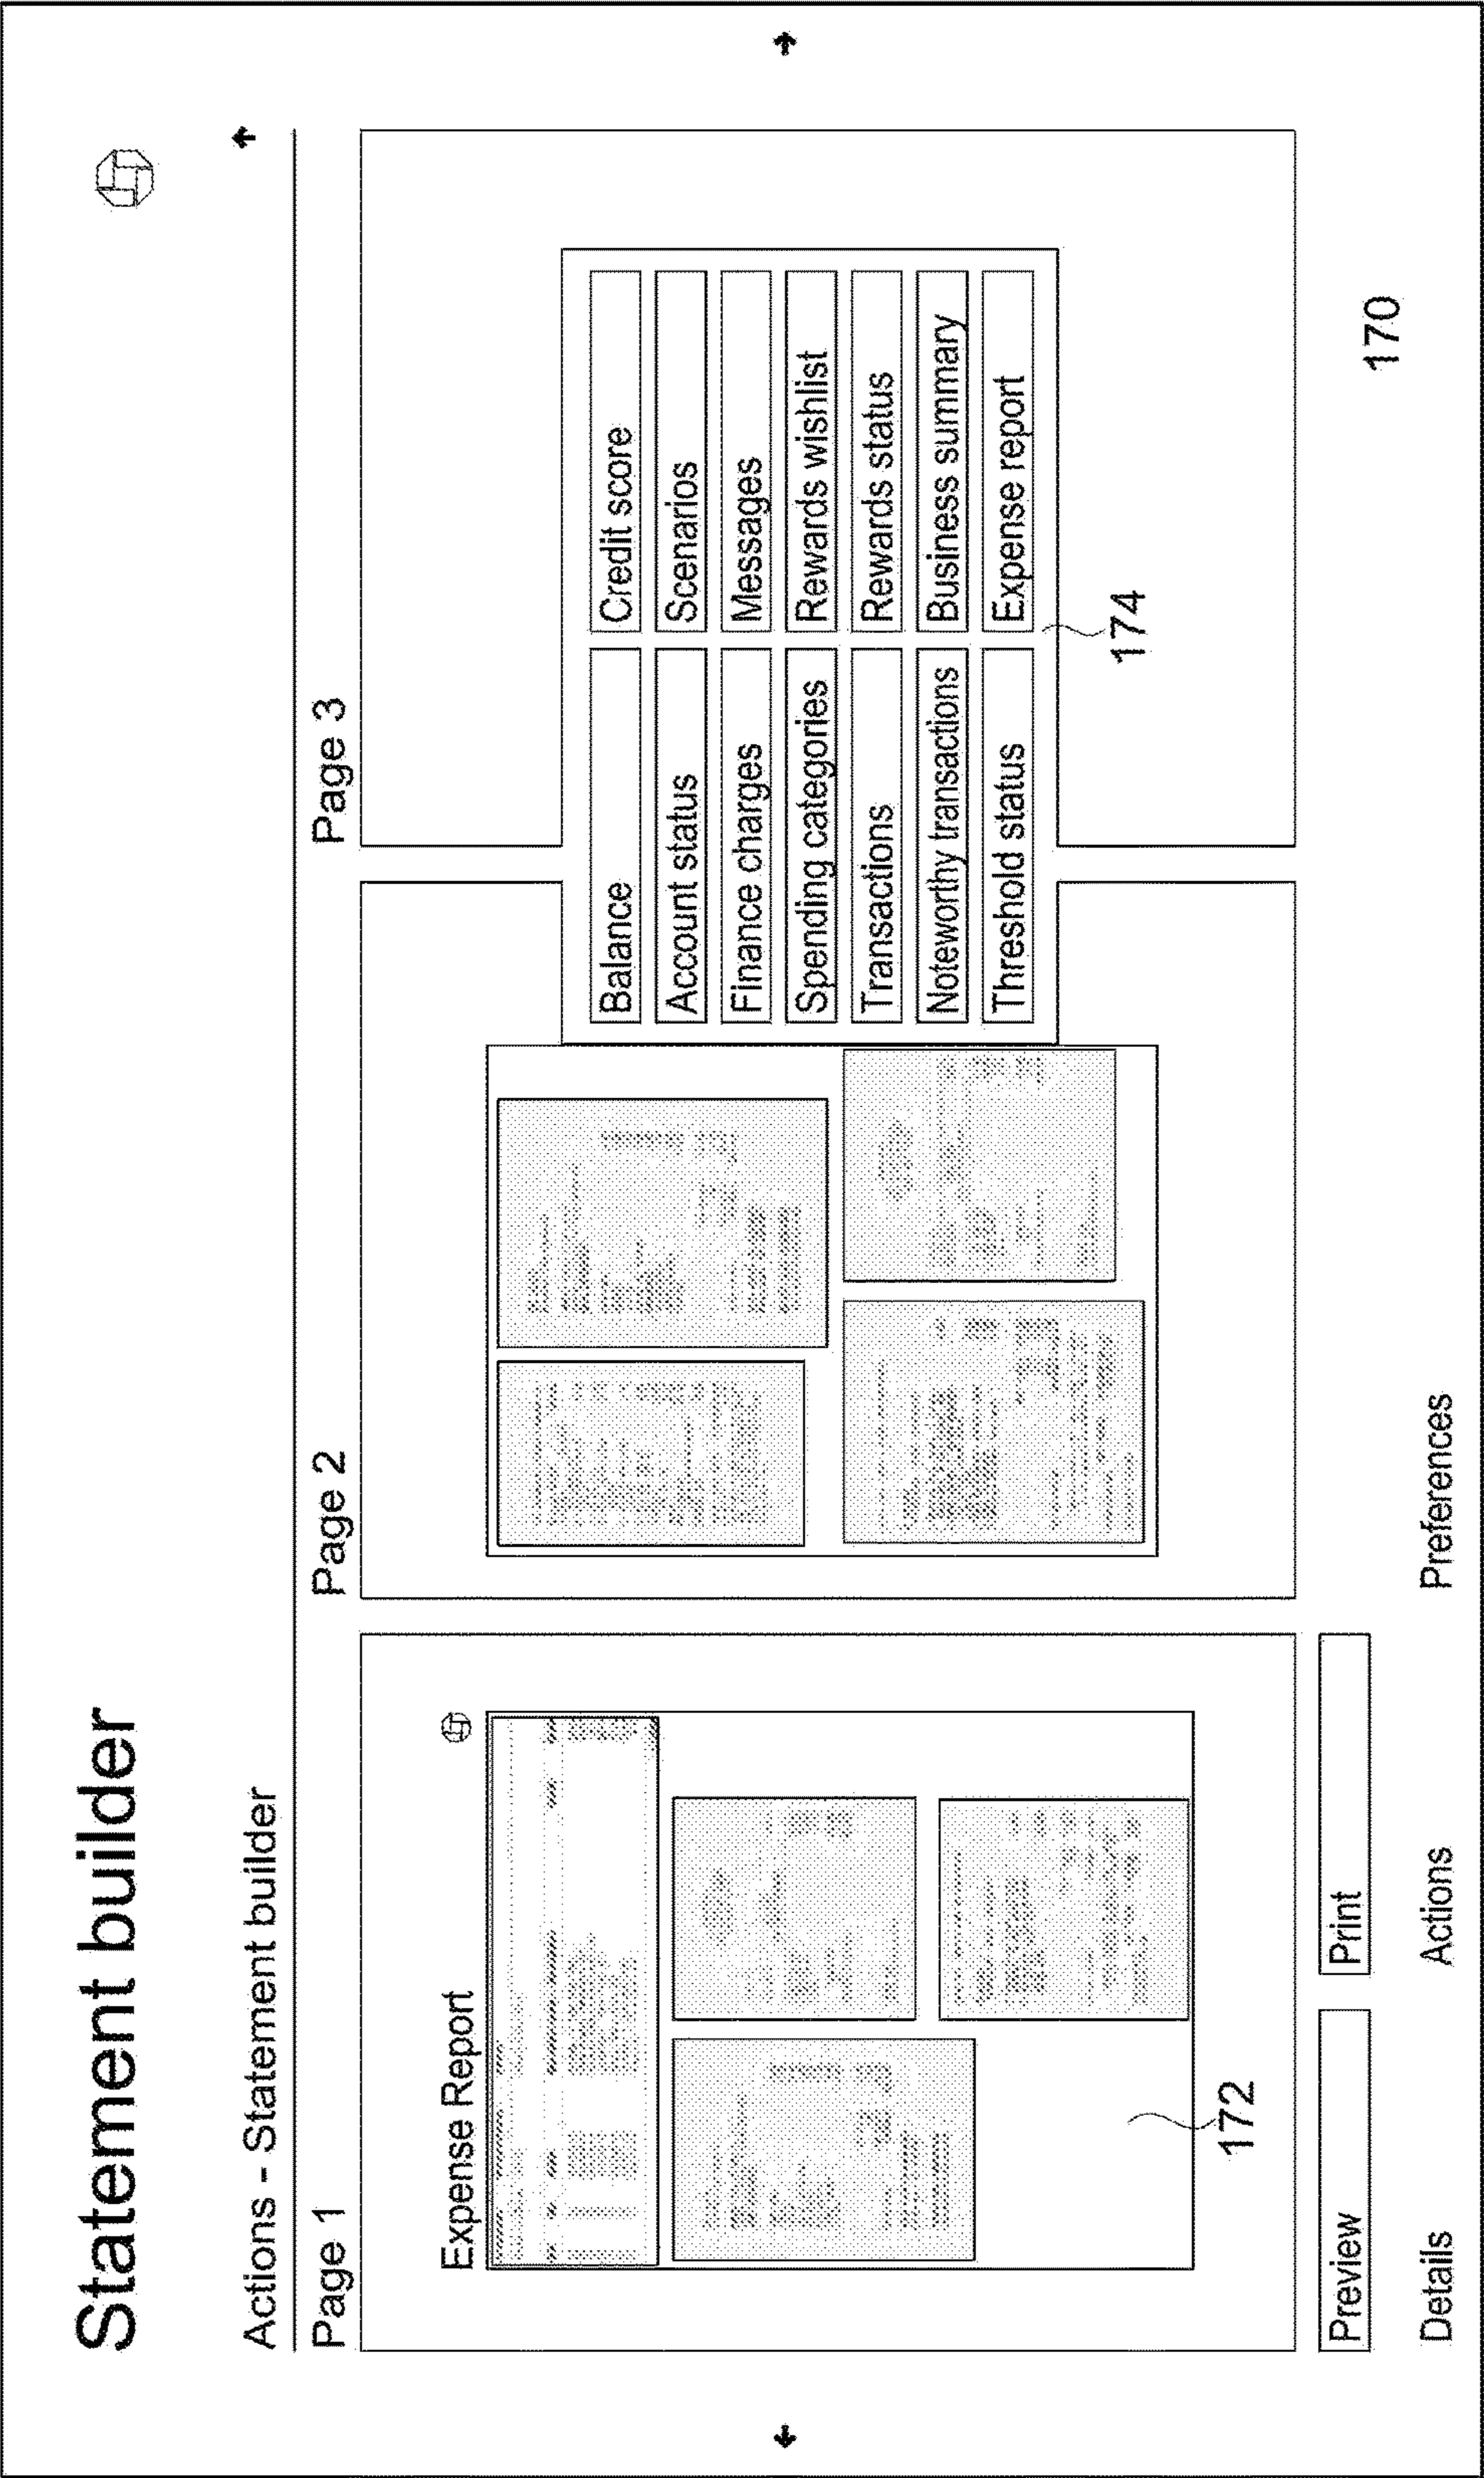 Statement builder
Actions - Statement builder
Page 1
Page 2
Page 3
Expense Report
Balance
Credit score
Account status
Scenarios
Finance charges
Messages
Spending categories
Rewards wishlist
Transactions
Rewards status
Noteworthy transactions
Business summary
Threshold status
Expense report
174
172
Preview
Print
170
Details
Actions
Preferences